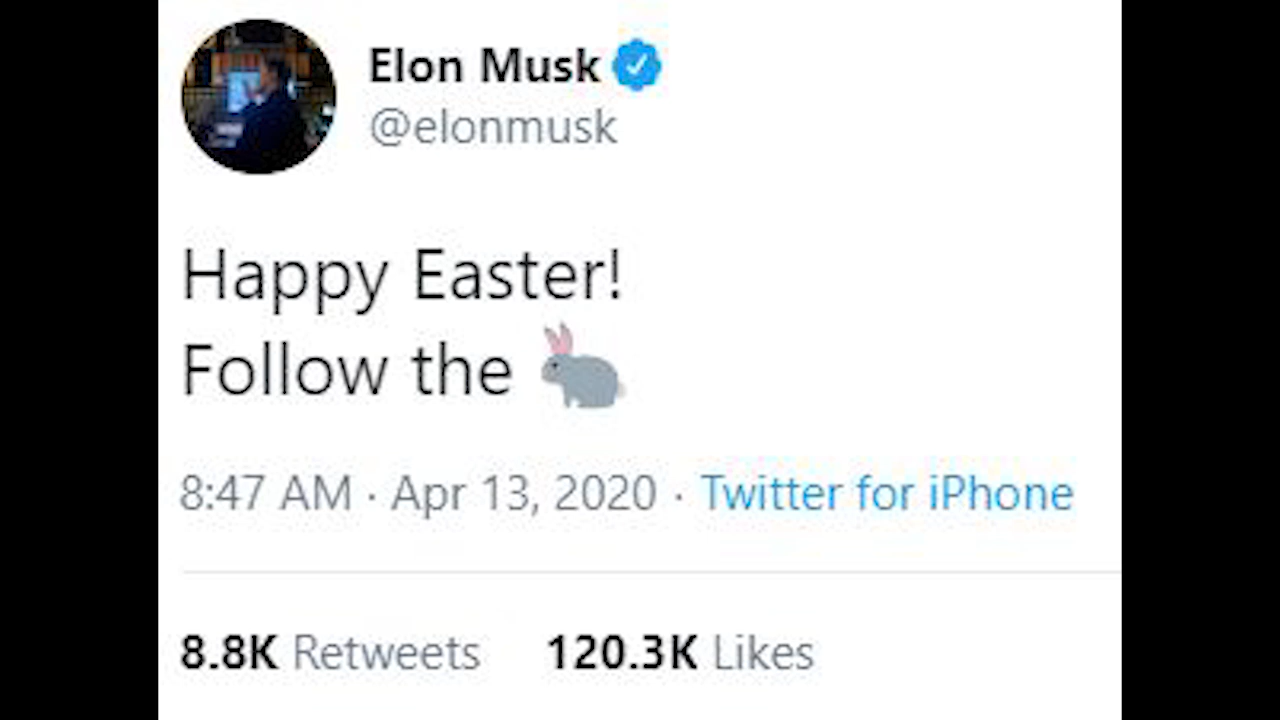 Elon Musk
@elonmusk
Happy Easter!
Follow the 🐇
8:47 AM · Apr 13, 2020 · Twitter for iPhone
8.8K Retweets 120.3K Likes